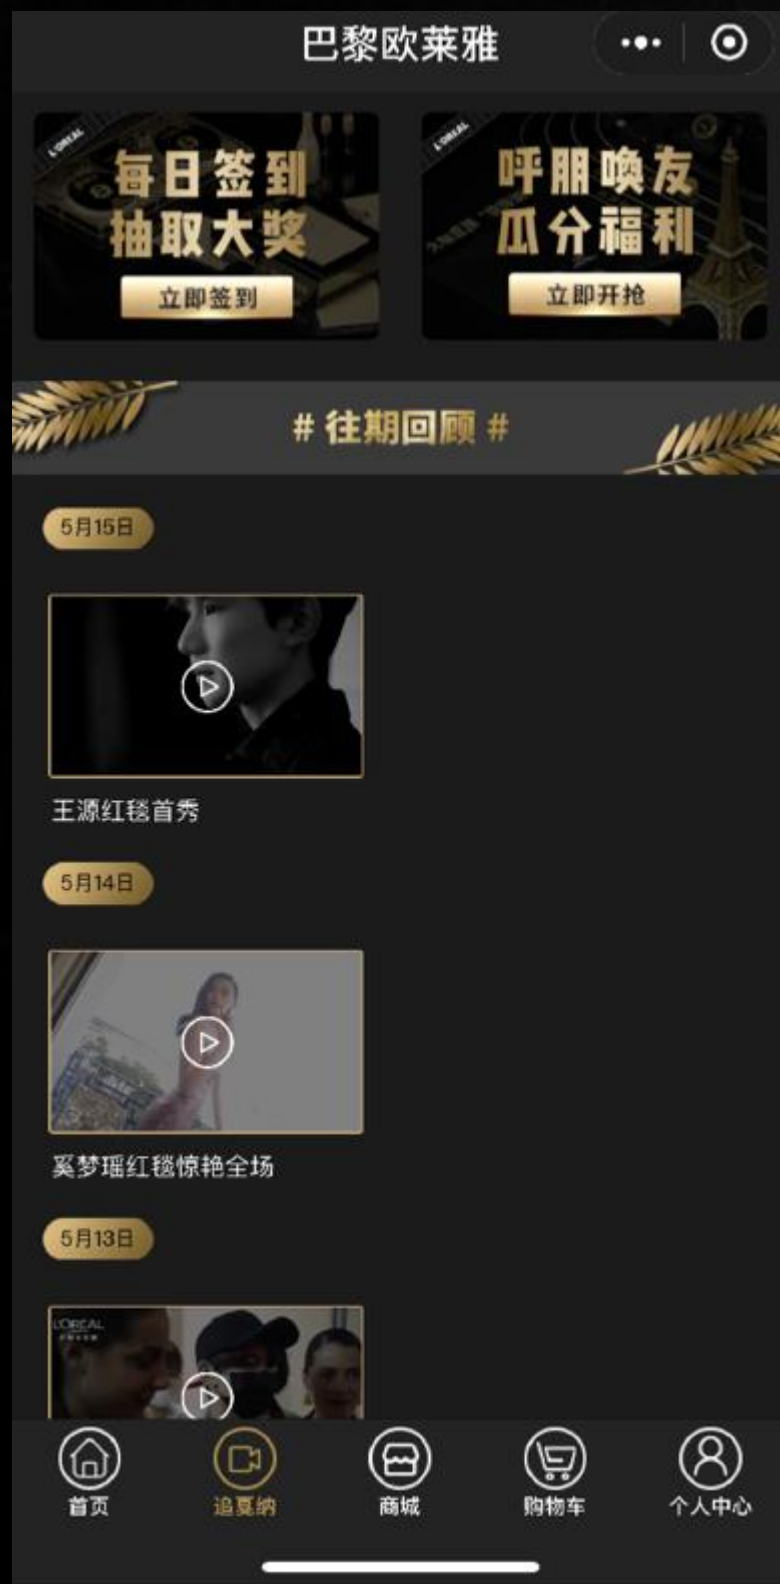 巴黎欧莱雅
L'ORÉAL
每日签到
抽取大奖
立即签到
L'ORÉAL
呼朋唤友
瓜分福利
立即开抢
# 往期回顾 #
5月15日
王源红毯首秀
5月14日
奚梦瑶红毯惊艳全场
5月13日
L'ORÉAL
首页
追戛纳
商城
购物车
个人中心